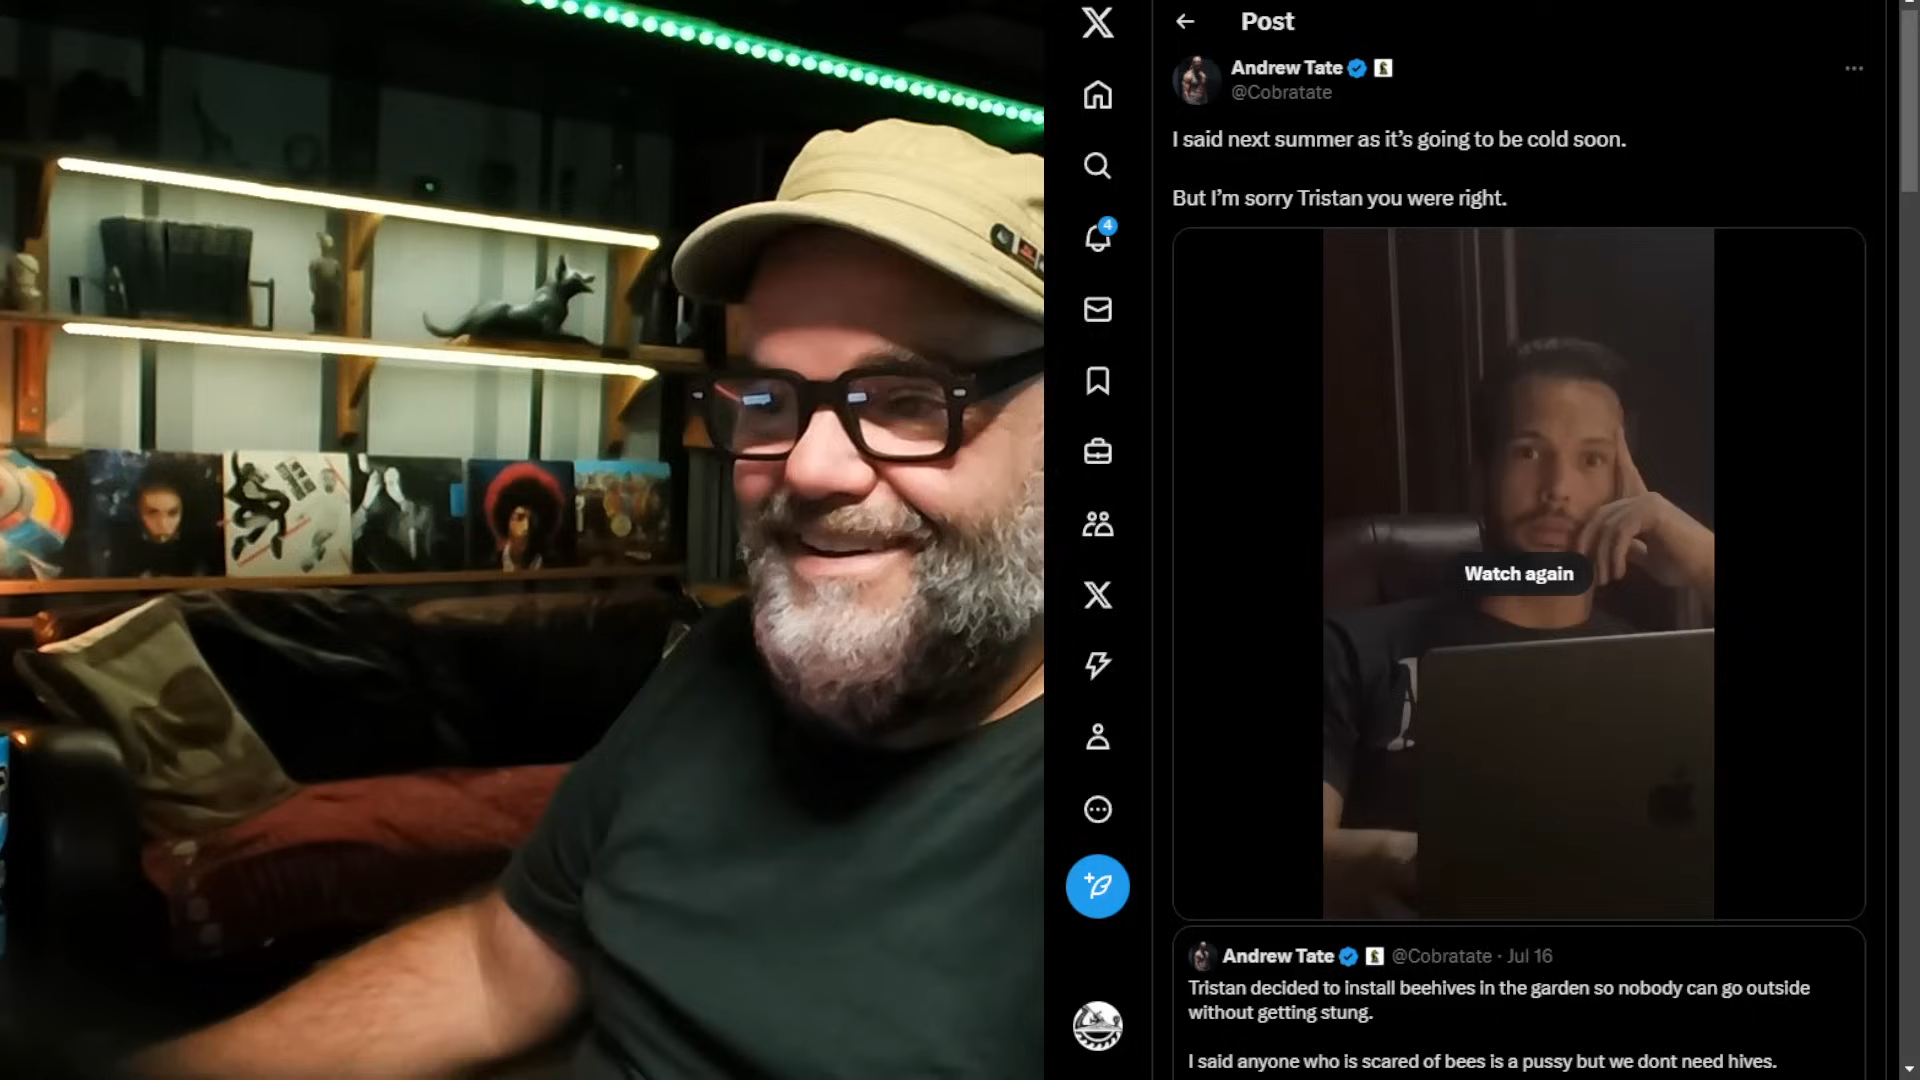 Post
Andrew Tate
@Cobratate
I said next summer as it’s going to be cold soon.
But I’m sorry Tristan you were right.
4
Watch again
Andrew Tate @Cobratate · Jul 16
Tristan decided to install beehives in the garden so nobody can go outside
without getting stung.
I said anyone who is scared of bees is a pussy but we dont need hives.